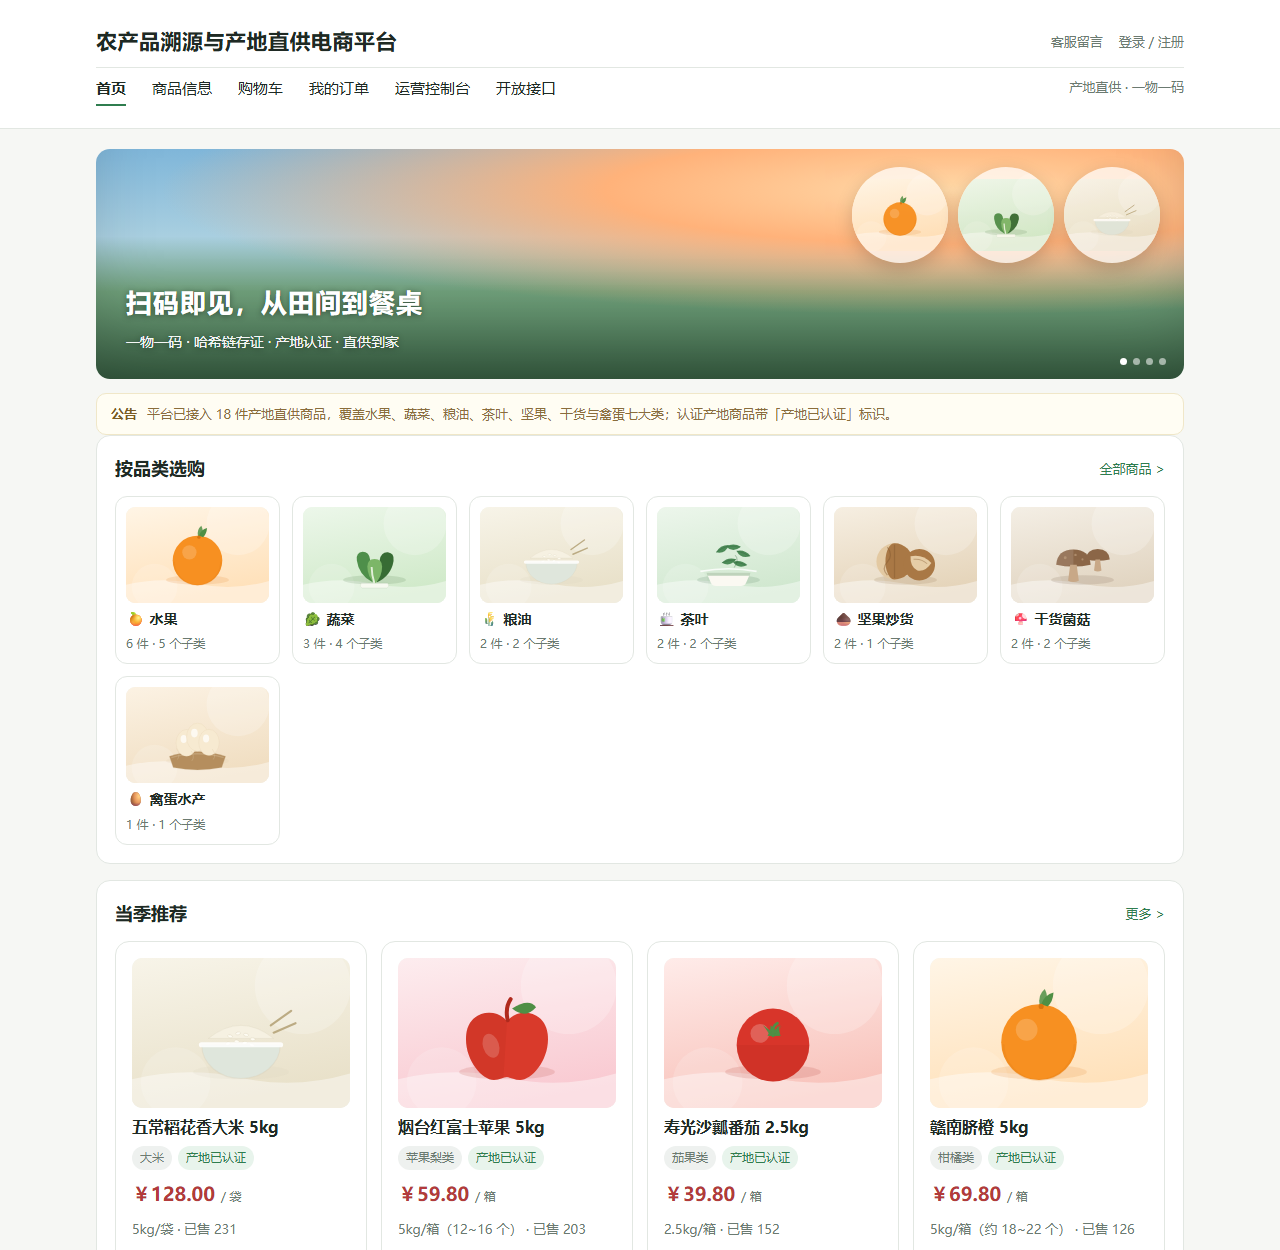 农产品溯源与产地直供电商平台
客服留言 登录 / 注册
首页 商品信息 购物车 我的订单 运营控制台 开放接口 产地直供 · 一物一码
扫码即见，从田间到餐桌
一物一码 · 哈希链存证 · 产地认证 · 直供到家
公告 平台已接入 18 件产地直供商品，覆盖水果、蔬菜、粮油、茶叶、坚果、干货与禽蛋七大类；认证产地商品带「产地已认证」标识。
按品类选购 全部商品 >
水果 蔬菜 粮油 茶叶 坚果炒货 干货菌菇
6 件 · 5 个子类 3 件 · 4 个子类 2 件 · 2 个子类 2 件 · 2 个子类 2 件 · 1 个子类 2 件 · 2 个子类
禽蛋水产
1 件 · 1 个子类
当季推荐 更多 >
五常稻花香大米 5kg 烟台红富士苹果 5kg 寿光沙瓤番茄 2.5kg 赣南脐橙 5kg
大米 产地已认证 苹果梨类 产地已认证 茄果类 产地已认证 柑橘类 产地已认证
￥128.00 / 袋 ￥59.80 / 箱 ￥39.80 / 箱 ￥69.80 / 箱
5kg/袋 · 已售 231 5kg/箱（12~16 个） · 已售 203 2.5kg/箱 · 已售 152 5kg/箱（约 18~22 个） · 已售 126